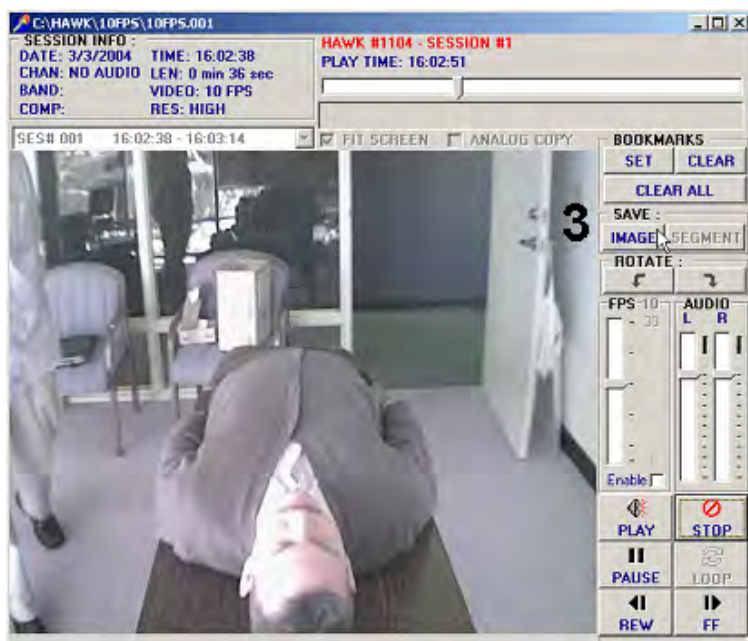 C:\HAWK\10FPS\10FPS.001
SESSION INFO :
DATE: 3/3/2004 TIME: 16:02:38
CHAN: NO AUDIO LEN: 0 min 36 sec
BAND: VIDEO: 10 FPS
COMP: RES: HIGH
HAWK #1104 - SESSION #1
PLAY TIME: 16:02:51
SES# 001 16:02:38 - 16:03:14
FIT SCREEN ANALOG COPY
BOOKMARKS
SET CLEAR
CLEAR ALL
3
SAVE :
IMAGE SEGMENT
ROTATE :
FPS 10 AUDIO
L R
Enable
PLAY STOP
PAUSE LOOP
REW FF